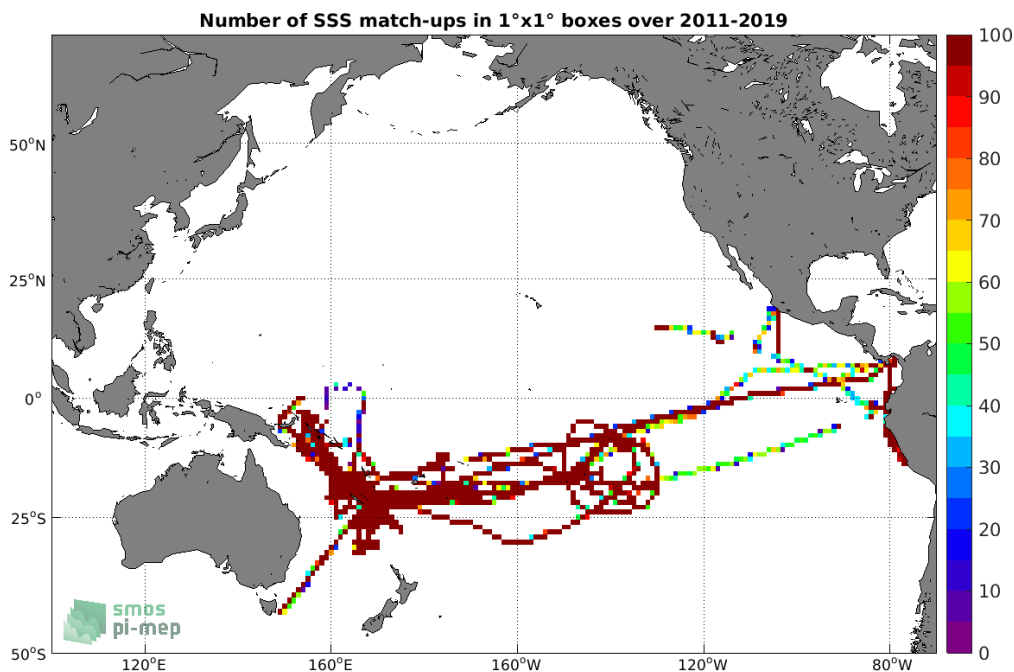 Number of SSS match-ups in 1°x1° boxes over 2011-2019
50°N
25°N
0°
25°S
50°S
120°E
160°E
160°W
120°W
80°W
100
90
80
70
60
50
40
30
20
10
0
smos
pi-mep